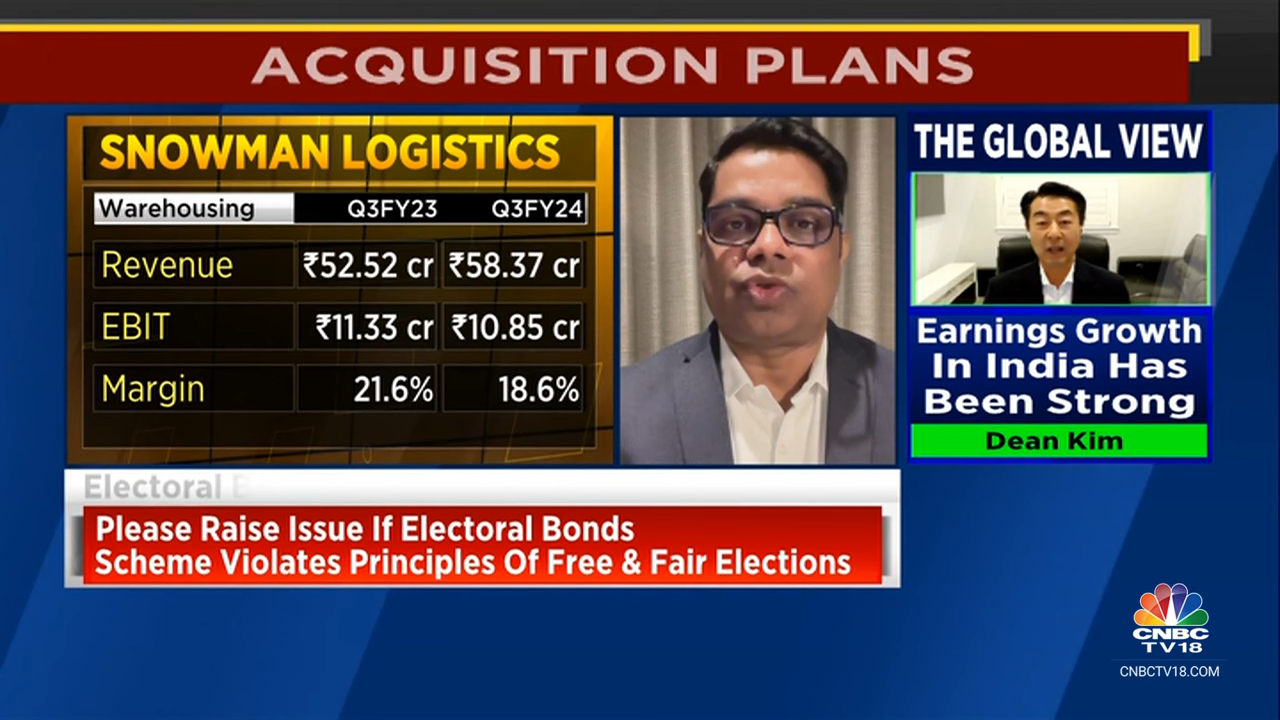 ACQUISITION PLANS
SNOWMAN LOGISTICS
Warehousing Q3FY23 Q3FY24
Revenue ₹52.52 cr ₹58.37 cr
EBIT ₹11.33 cr ₹10.85 cr
Margin 21.6% 18.6%
THE GLOBAL VIEW
Earnings Growth
In India Has
Been Strong
Dean Kim
Electoral
Please Raise Issue If Electoral Bonds
Scheme Violates Principles Of Free & Fair Elections
CNBC
TV18
CNBCTV18.COM